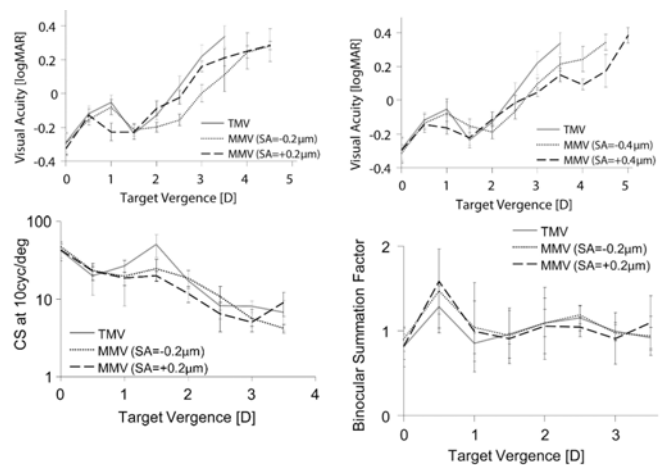 Visual Acuity [logMAR]
0.4
0.2
0
-0.2
-0.4
TMV
MMV (SA=-0.2µm)
MMV (SA=+0.2µm)
0 1 2 3 4 5
Target Vergence [D]
Visual Acuity [logMAR]
0.4
0.2
0
-0.2
-0.4
TMV
MMV (SA=-0.4µm)
MMV (SA=+0.4µm)
0 1 2 3 4 5
Target Vergence [D]
CS at 10cyc/deg
100
10
1
TMV
MMV (SA=-0.2µm)
MMV (SA=+0.2µm)
0 1 2 3 4
Target Vergence [D]
Binocular Summation Factor
2
1
0
TMV
MMV (SA=-0.2µm)
MMV (SA=+0.2µm)
0 1 2 3
Target Vergence [D]